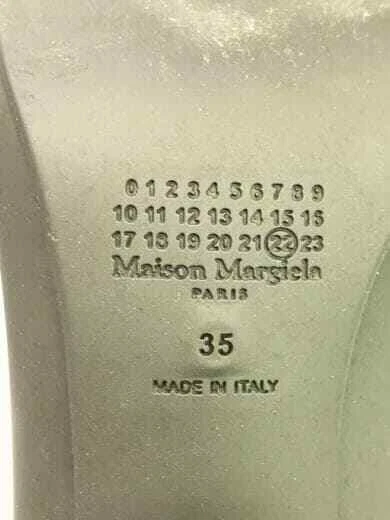 0 1 2 3 4 5 6 7 8 9
10 11 12 13 14 15 16
17 18 19 20 21 22 23
Maison Margiela
PARIS
35
MADE IN ITALY